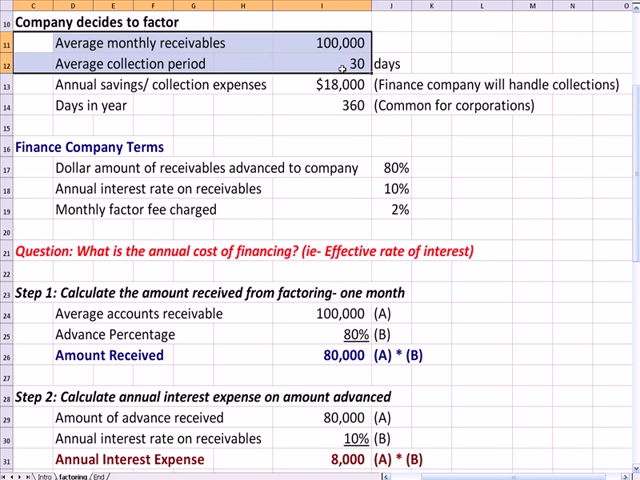 C D E F G H I J K L M N O
10 Company decides to factor
11 Average monthly receivables 100,000
12 Average collection period 30 days
13 Annual savings/ collection expenses $18,000 (Finance company will handle collections)
14 Days in year 360 (Common for corporations)
15
16 Finance Company Terms
17 Dollar amount of receivables advanced to company 80%
18 Annual interest rate on receivables 10%
19 Monthly factor fee charged 2%
20
21 Question: What is the annual cost of financing? (ie- Effective rate of interest)
22
23 Step 1: Calculate the amount received from factoring- one month
24 Average accounts receivable 100,000 (A)
25 Advance Percentage 80% (B)
26 Amount Received 80,000 (A) * (B)
27
28 Step 2: Calculate annual interest expense on amount advanced
29 Amount of advance received 80,000 (A)
30 Annual interest rate on receivables 10% (B)
31 Annual Interest Expense 8,000 (A) * (B)
Intro factoring End